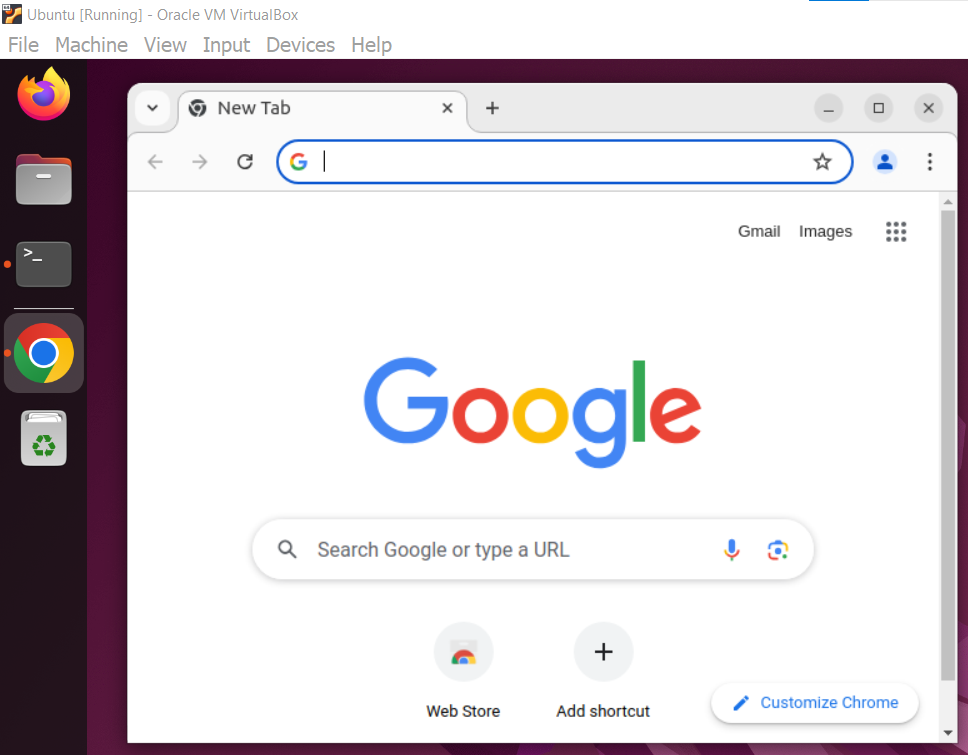 Ubuntu [Running] - Oracle VM VirtualBox
File Machine View Input Devices Help
New Tab
Gmail Images
Google
Search Google or type a URL
Web Store
Add shortcut
Customize Chrome